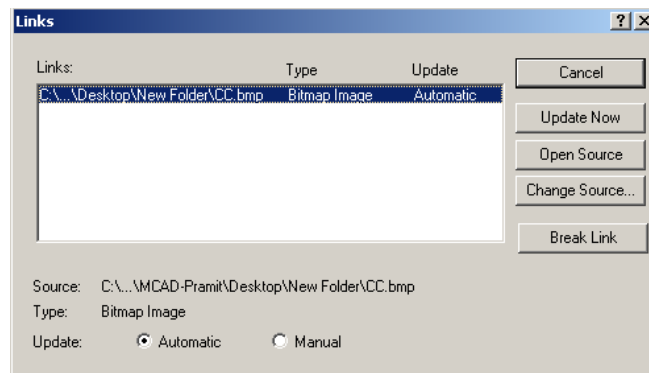 Links
Links: Type Update
C:\...\Desktop\New Folder\CC.bmp Bitmap Image Automatic
Cancel
Update Now
Open Source
Change Source...
Break Link
Source: C:\...\MCAD-Pramit\Desktop\New Folder\CC.bmp
Type: Bitmap Image
Update: Automatic Manual